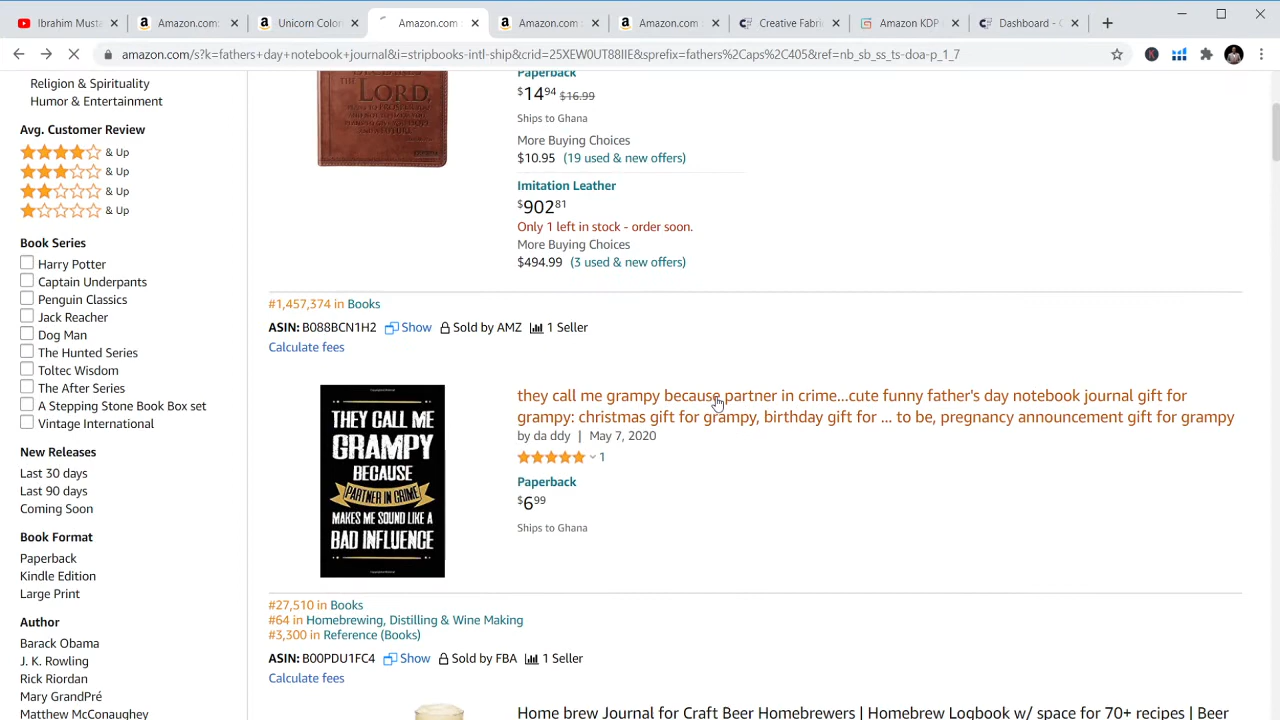 Ibrahim Musta
Amazon.com:
Unicorn Colo
Amazon.com
Amazon.com
Amazon.com
Creative Fabri
Amazon KDP
Dashboard - C
amazon.com/s?k=fathers+day+notebook+journal&i=stripbooks-intl-ship&crid=25XEW0UT88IIE&sprefix=fathers%2Caps%2C405&ref=nb_sb_ss_ts-doa-p_1_7
Religion & Spirituality
Humor & Entertainment
Avg. Customer Review
& Up
& Up
& Up
& Up
Book Series
Harry Potter
Captain Underpants
Penguin Classics
Jack Reacher
Dog Man
The Hunted Series
Toltec Wisdom
The After Series
A Stepping Stone Book Box set
Vintage International
New Releases
Last 30 days
Last 90 days
Coming Soon
Book Format
Paperback
Kindle Edition
Large Print
Author
Barack Obama
J. K. Rowling
Rick Riordan
Mary GrandPré
Matthew McConaughey
THE LORD,
Paperback
$14.94 $16.99
Ships to Ghana
More Buying Choices
$10.95 (19 used & new offers)
Imitation Leather
$902.81
Only 1 left in stock - order soon.
More Buying Choices
$494.99 (3 used & new offers)
#1,457,374 in Books
ASIN: B088BCN1H2 Show Sold by AMZ 1 Seller
Calculate fees
THEY CALL ME
GRAMPY
BECAUSE
PARTNER IN CRIME
MAKES ME SOUND LIKE A
BAD INFLUENCE
they call me grampy because partner in crime...cute funny father's day notebook journal gift for
grampy: christmas gift for grampy, birthday gift for ... to be, pregnancy announcement gift for grampy
by da ddy | May 7, 2020
1
Paperback
$6.99
Ships to Ghana
#27,510 in Books
#64 in Homebrewing, Distilling & Wine Making
#3,300 in Reference (Books)
ASIN: B00PDU1FC4 Show Sold by FBA 1 Seller
Calculate fees
Home brew Journal for Craft Beer Homebrewers | Homebrew Logbook w/ space for 70+ recipes | Beer